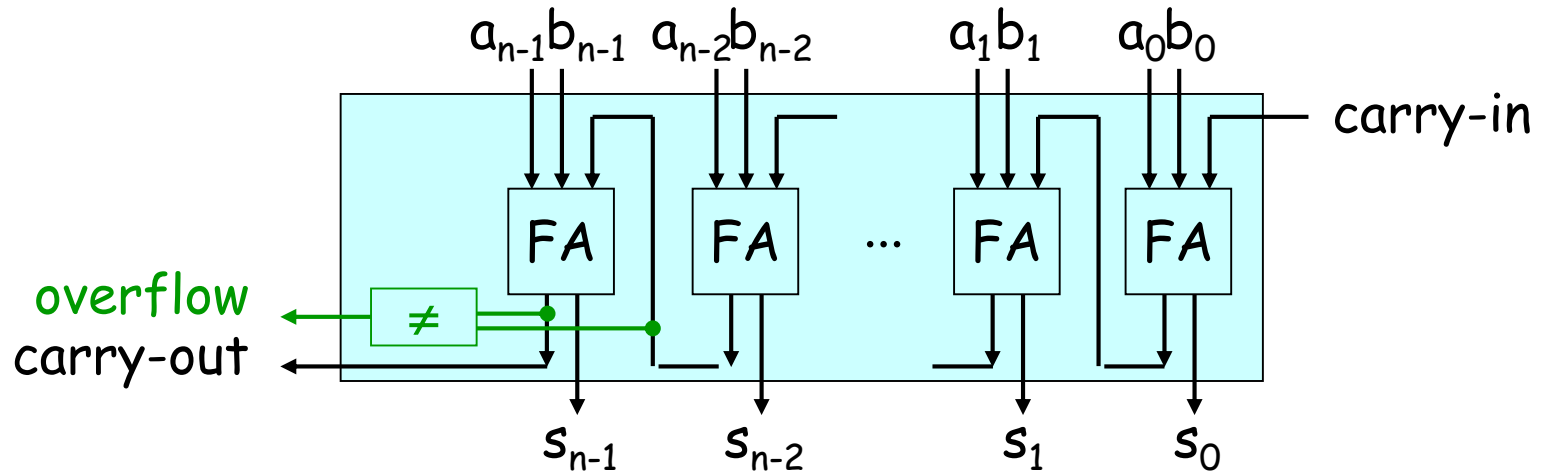 aₙ₋₁bₙ₋₁ aₙ₋₂bₙ₋₂ a₁b₁ a₀b₀
carry-in
FA FA ... FA FA
overflow ≠
carry-out
sₙ₋₁ sₙ₋₂ s₁ s₀